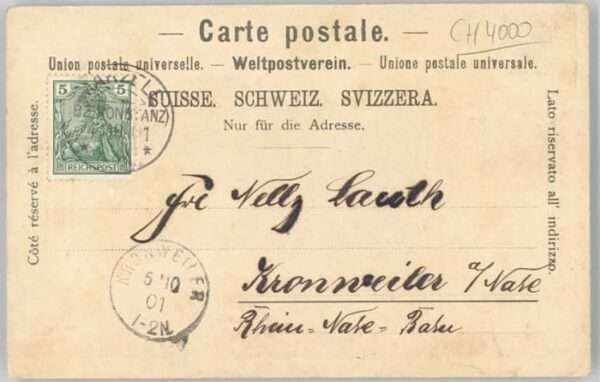 Carte postale.
CH 4000
Union postale universelle. — Weltpostverein. — Unione postale universale.
SUISSE. SCHWEIZ. SVIZZERA.
Nur für die Adresse.
Côté réservé à l'adresse.
Lato riservato all' indirizzo.
5 5
REICHSPOST
KONSTANZ)
Nelly
Kronweiler a/Nahe
Rhein-Nahe-Bahn
KRONWEILER
5 10
01
1-2N.